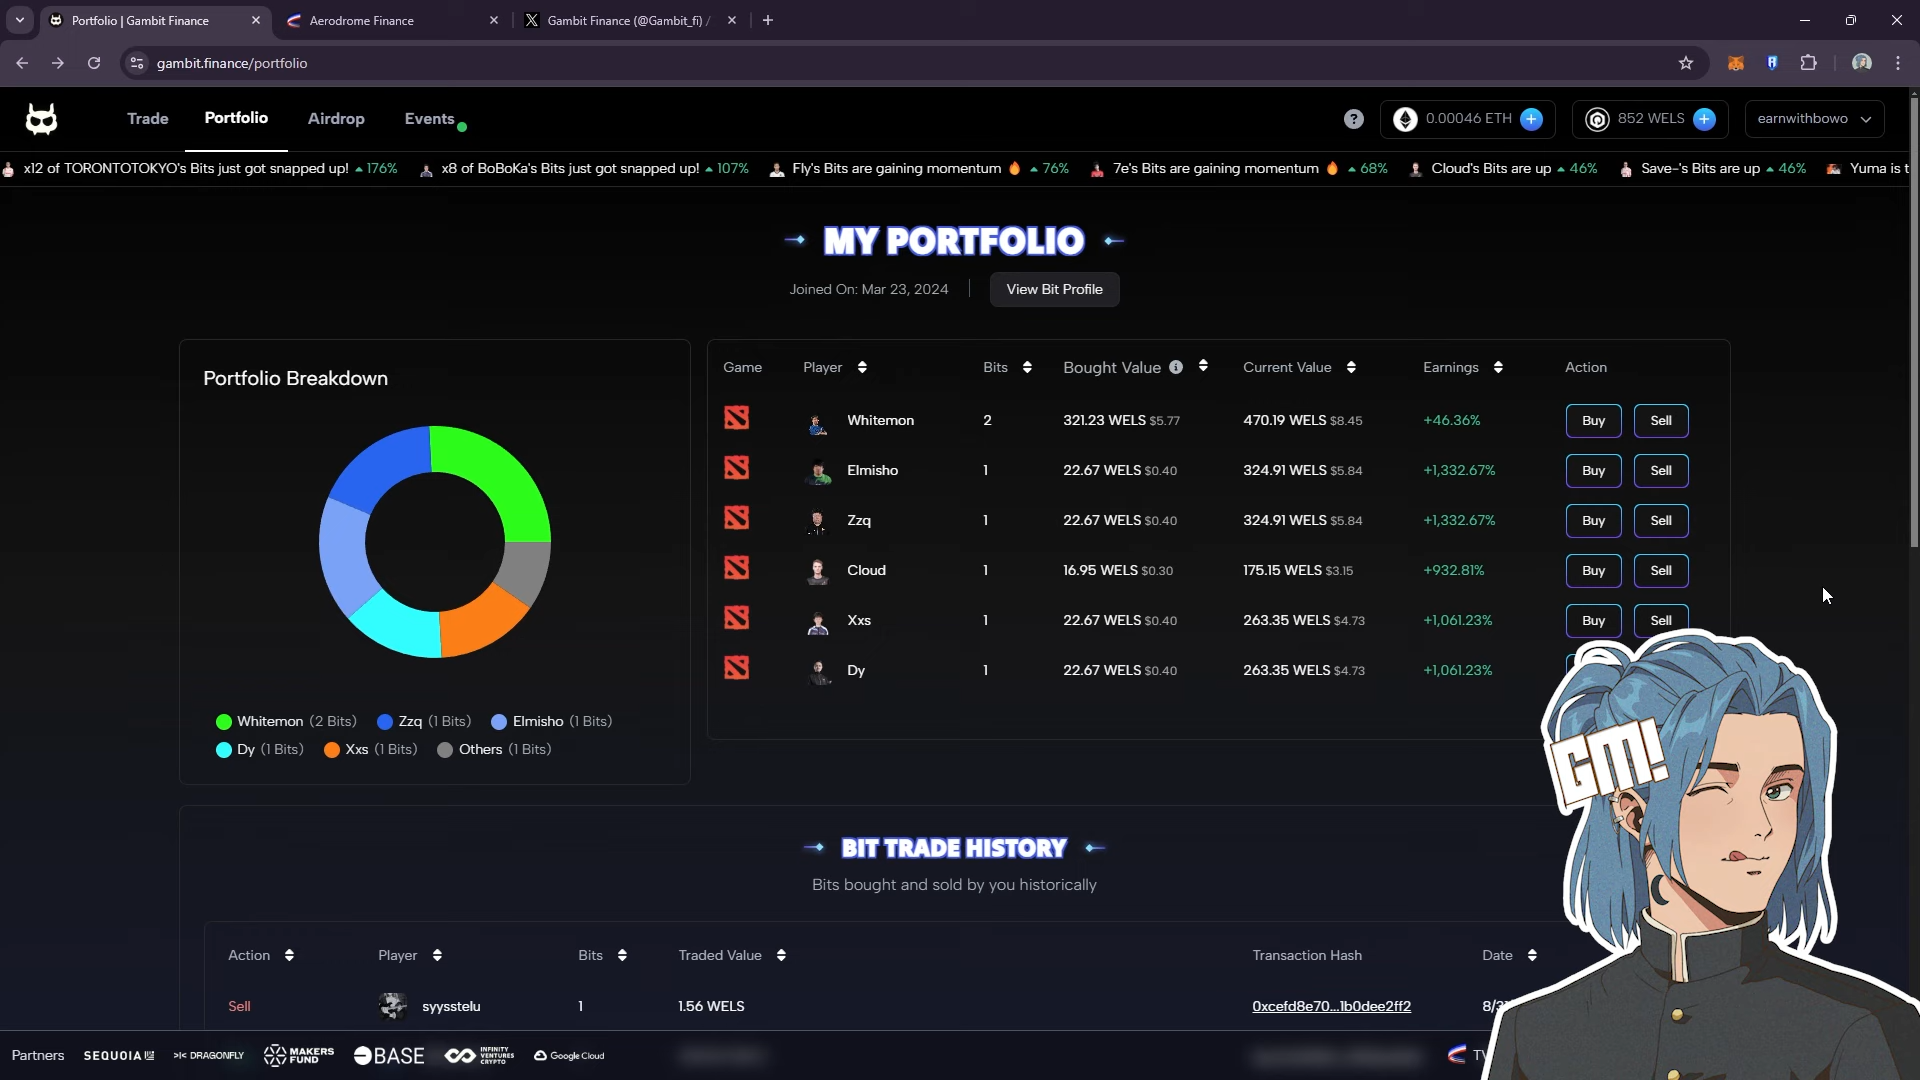 Portfolio | Gambit Finance
Aerodrome Finance
Gambit Finance (@Gambit_fi) /
gambit.finance/portfolio
Trade
Portfolio
Airdrop
Events
?
0.00046 ETH
852 WELS
earnwithbowo
x12 of TORONTOTOKYO's Bits just got snapped up! 176%
x8 of BoBoKa's Bits just got snapped up! 107%
Fly's Bits are gaining momentum 76%
7e's Bits are gaining momentum 68%
Cloud's Bits are up 46%
Save-'s Bits are up 46%
Yuma is t
MY PORTFOLIO
Joined On: Mar 23, 2024
View Bit Profile
Portfolio Breakdown
Whitemon (2 Bits) Zzq (1 Bits) Elmisho (1 Bits)
Dy (1 Bits) Xxs (1 Bits) Others (1 Bits)
Game Player Bits Bought Value Current Value Earnings Action
Whitemon 2 321.23 WELS $5.77 470.19 WELS $8.45 +46.36% Buy Sell
Elmisho 1 22.67 WELS $0.40 324.91 WELS $5.84 +1,332.67% Buy Sell
Zzq 1 22.67 WELS $0.40 324.91 WELS $5.84 +1,332.67% Buy Sell
Cloud 1 16.95 WELS $0.30 175.15 WELS $3.15 +932.81% Buy Sell
Xxs 1 22.67 WELS $0.40 263.35 WELS $4.73 +1,061.23% Buy Sell
Dy 1 22.67 WELS $0.40 263.35 WELS $4.73 +1,061.23%
GM!
BIT TRADE HISTORY
Bits bought and sold by you historically
Action Player Bits Traded Value Transaction Hash Date
Sell syysstelu 1 1.56 WELS 0xcefd8e70...1b0dee2ff2
Partners SEQUOIA DRAGONFLY MAKERS FUND BASE INFINITY VENTURES CRYPTO Google Cloud